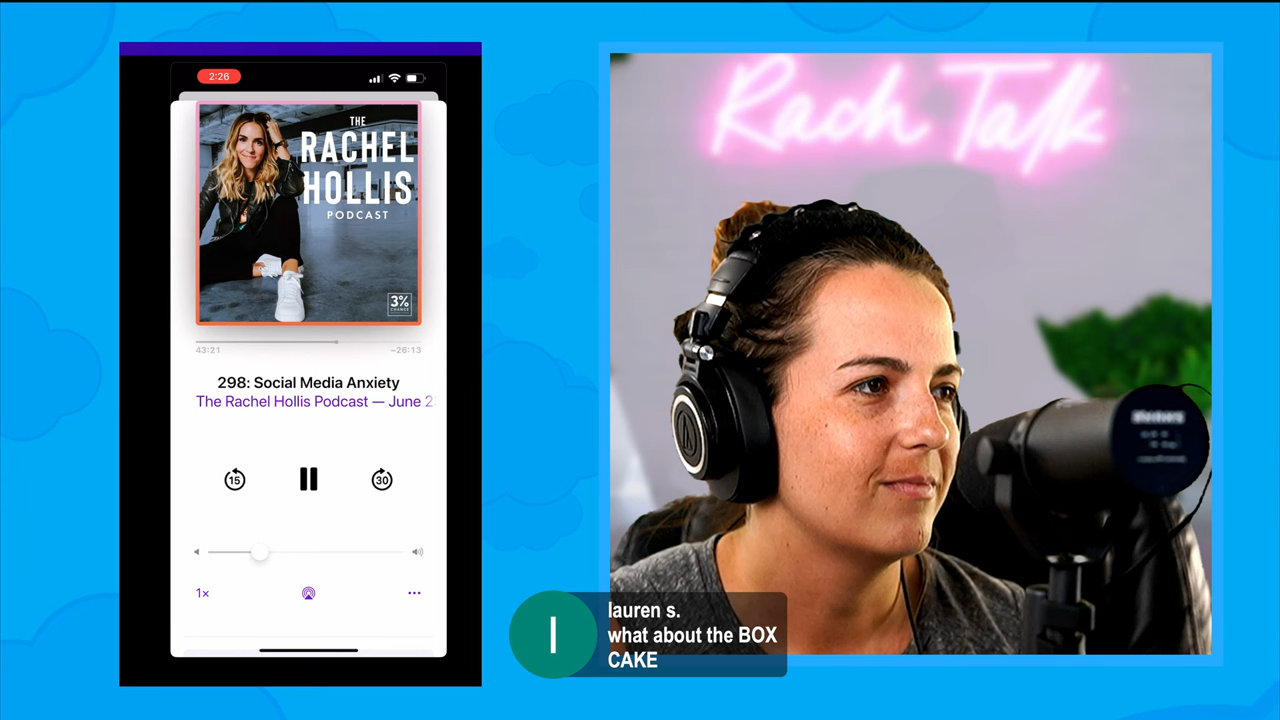 2:26
THE
RACHEL
HOLLIS
PODCAST
3%
CHANCE
43:21
-26:13
298: Social Media Anxiety
The Rachel Hollis Podcast — June 2
15
30
1×
Rach Talk
l
lauren s.
what about the BOX
CAKE